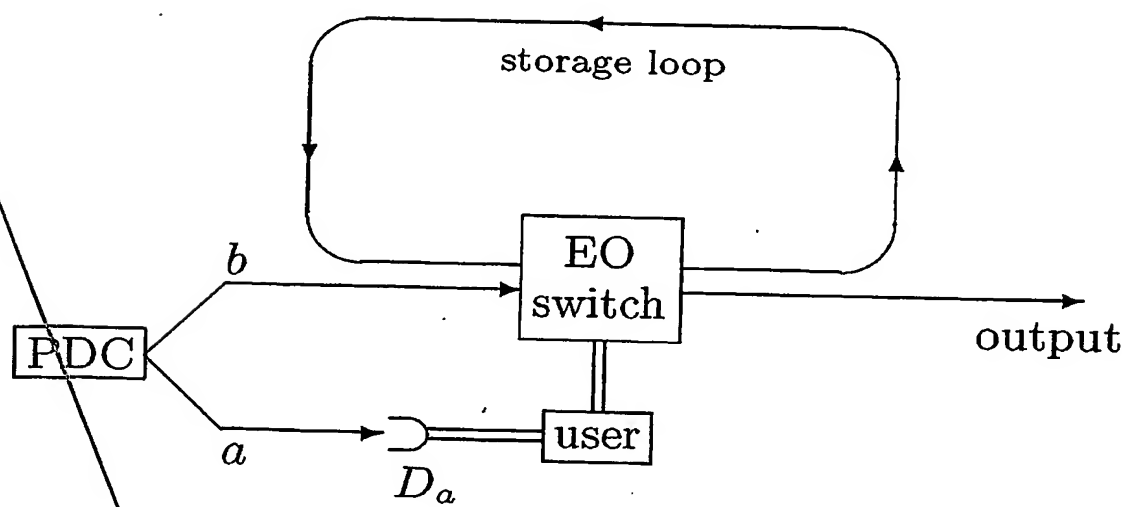 storage loop
EO
switch
b
PDC
output
a
user
D_a